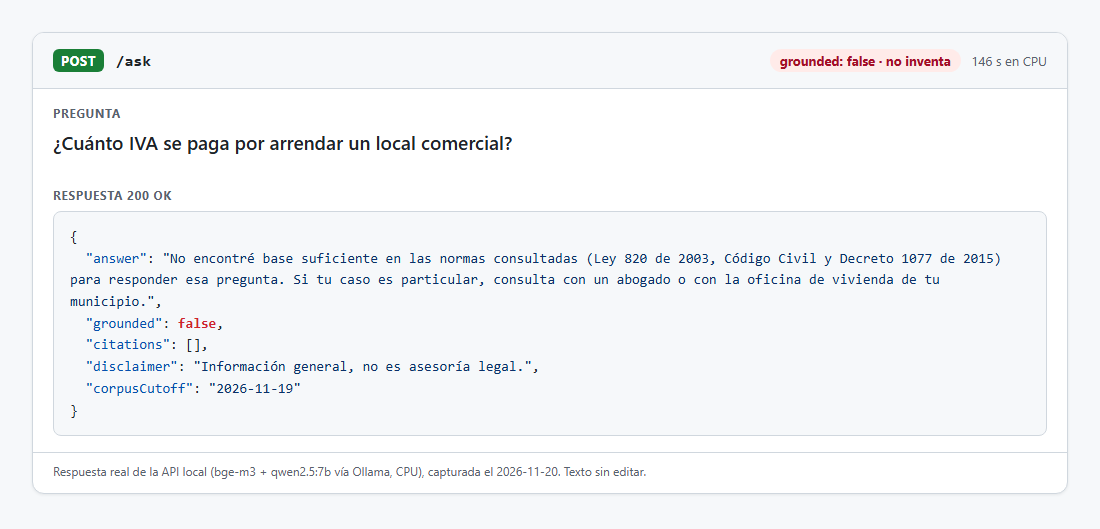 POST /ask grounded: false · no inventa 146 s en CPU
PREGUNTA
¿Cuánto IVA se paga por arrendar un local comercial?
RESPUESTA 200 OK
{
"answer": "No encontré base suficiente en las normas consultadas (Ley 820 de 2003, Código Civil y Decreto 1077 de 2015)
para responder esa pregunta. Si tu caso es particular, consulta con un abogado o con la oficina de vivienda de tu
municipio.",
"grounded": false,
"citations": [],
"disclaimer": "Información general, no es asesoría legal.",
"corpusCutoff": "2026-11-19"
}
Respuesta real de la API local (bge-m3 + qwen2.5:7b vía Ollama, CPU), capturada el 2026-11-20. Texto sin editar.